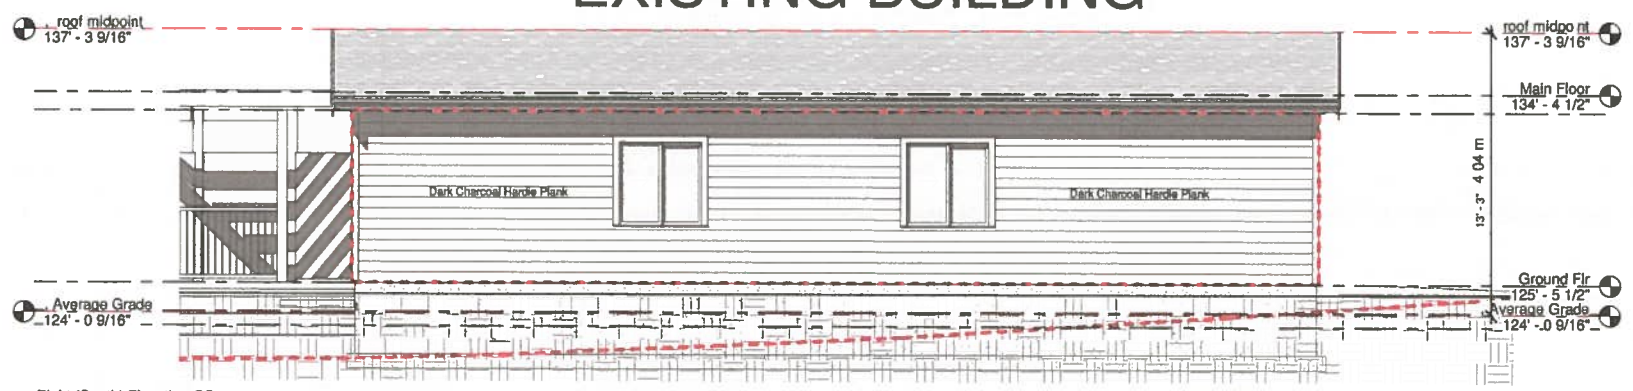 EXISTING BUILDING
roof midpoint
137' - 3 9/16"
roof midpo nt
137' - 3 9/16"
Main Floor
134' - 4 1/2"
13' - 3" 4 04 m
Dark Charcoal Hardie Plank
Dark Charcoal Hardie Plank
Ground Flr
125' - 5 1/2"
Average Grade
124' - 0 9/16"
Average Grade
124' - 0 9/16"